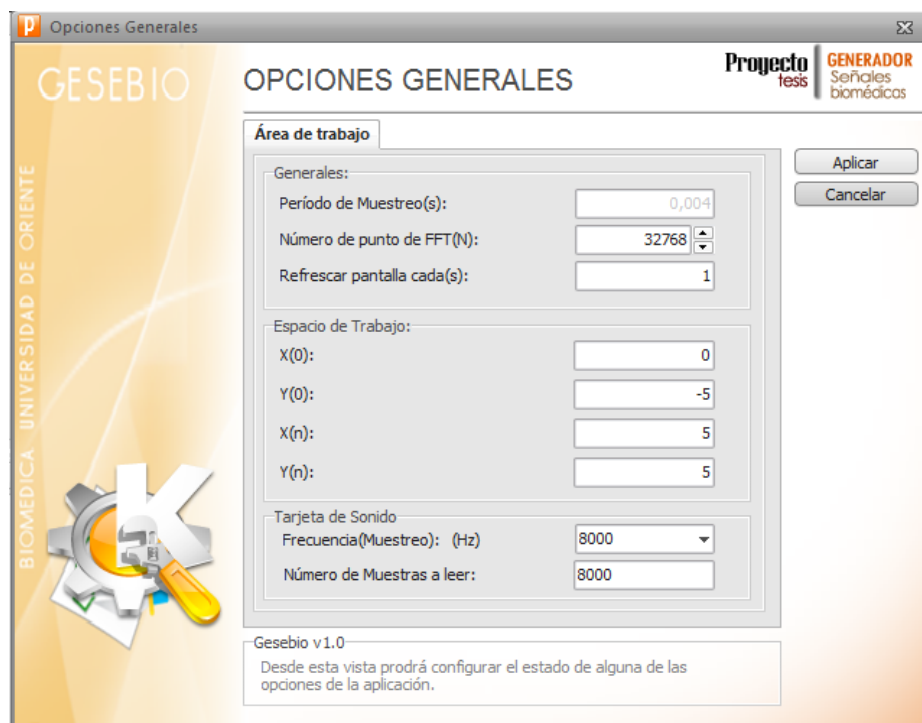 Opciones Generales
GESEBIO
OPCIONES GENERALES
Proyecto
tesis
GENERADOR
Señales
biomédicas
Área de trabajo
Aplicar
Cancelar
Generales:
Período de Muestreo(s): 0,004
Número de punto de FFT(N): 32768
Refrescar pantalla cada(s): 1
Espacio de Trabajo:
X(0): 0
Y(0): -5
X(n): 5
Y(n): 5
Tarjeta de Sonido
Frecuencia(Muestreo): (Hz) 8000
Número de Muestras a leer: 8000
Gesebio v1.0
Desde esta vista prodrá configurar el estado de alguna de las
opciones de la aplicación.
BIOMEDICA UNIVERSIDAD DE ORIENTE